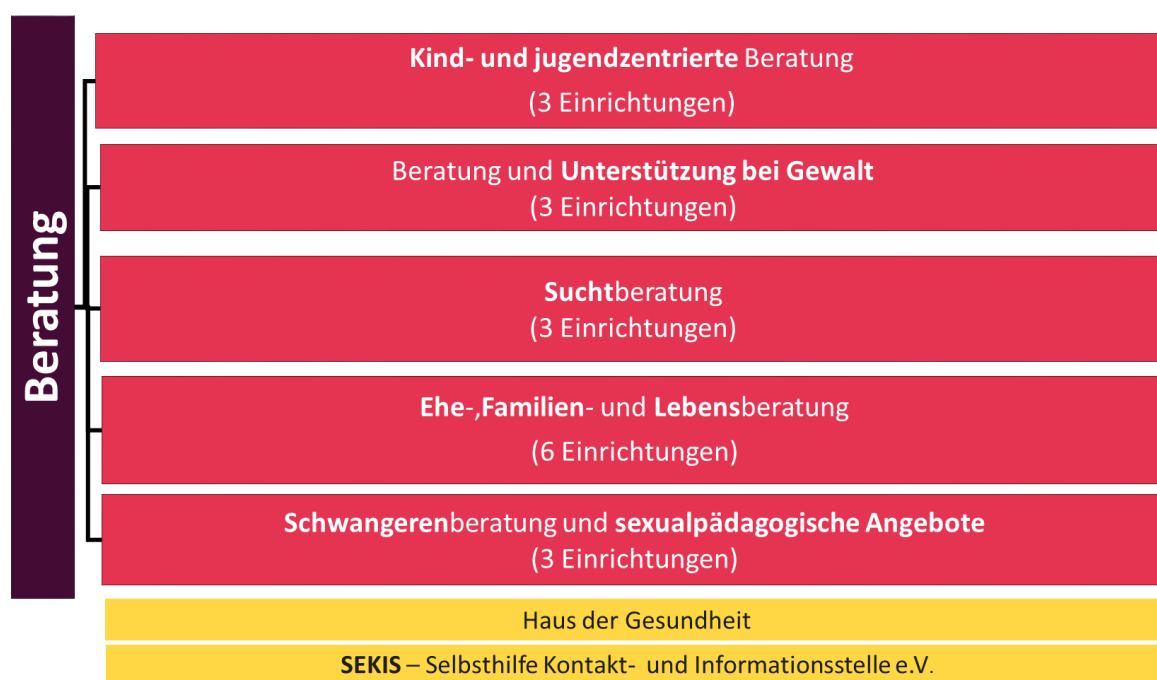 Beratung
Kind- und jugendzentrierte Beratung
(3 Einrichtungen)
Beratung und Unterstützung bei Gewalt
(3 Einrichtungen)
Suchtberatung
(3 Einrichtungen)
Ehe-,Familien- und Lebensberatung
(6 Einrichtungen)
Schwangerenberatung und sexualpädagogische Angebote
(3 Einrichtungen)
Haus der Gesundheit
SEKIS – Selbsthilfe Kontakt- und Informationsstelle e.V.